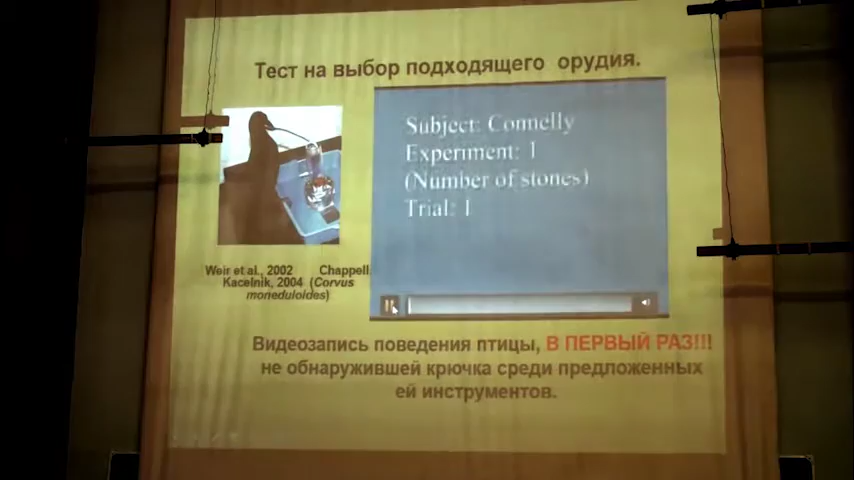 Тест на выбор подходящего орудия.
Subject: Connelly
Experiment: 1
(Number of stones)
Trial: 1
Weir et al., 2002 Chappell
Kacelnik, 2004 (Corvus
moneduloides)
Видеозапись поведения птицы, В ПЕРВЫЙ РАЗ!!!
не обнаружившей крючка среди предложенных
ей инструментов.